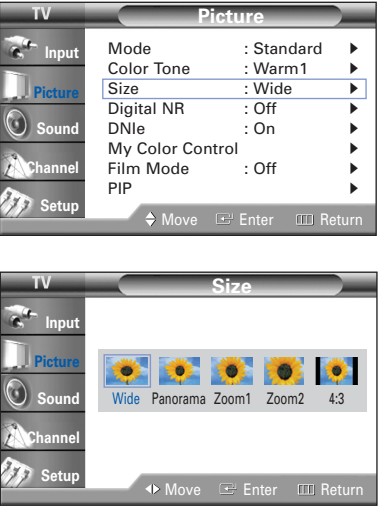 TV
Picture
Input
Picture
Sound
Channel
Setup
Mode : Standard
Color Tone : Warm1
Size : Wide
Digital NR : Off
DNIe : On
My Color Control
Film Mode : Off
PIP
Move Enter Return
TV
Size
Input
Picture
Sound
Channel
Setup
Wide Panorama Zoom1 Zoom2 4:3
Move Enter Return